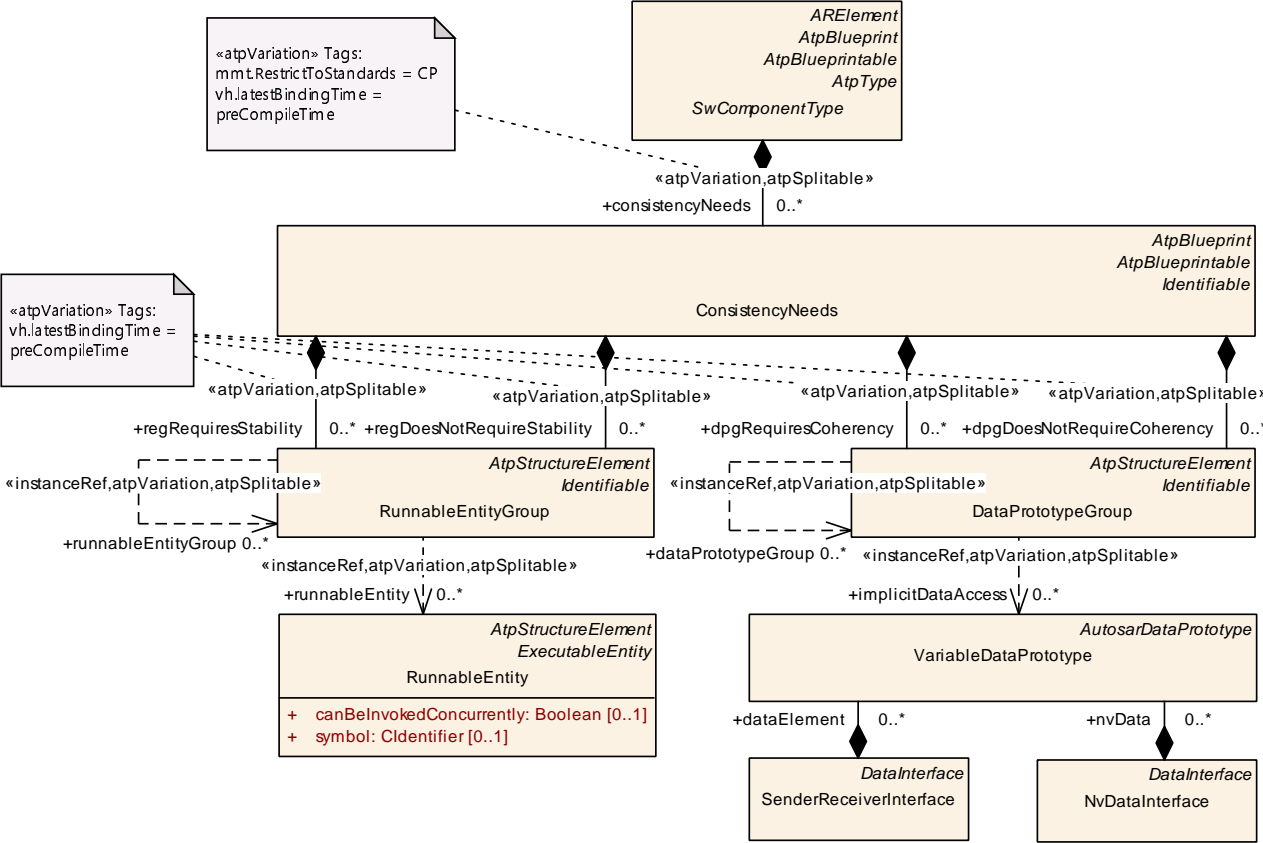 «atpVariation» Tags:
mmt.RestrictToStandards = CP
vh.latestBindingTime =
preCompileTime
ARElement
AtpBlueprint
AtpBlueprintable
AtpType
SwComponentType
«atpVariation,atpSplitable»
+consistencyNeeds 0..*
AtpBlueprint
AtpBlueprintable
Identifiable
ConsistencyNeeds
«atpVariation» Tags:
vh.latestBindingTime =
preCompileTime
«atpVariation,atpSplitable» «atpVariation,atpSplitable» «atpVariation,atpSplitable» «atpVariation,atpSplitable»
+regRequiresStability 0..* +regDoesNotRequireStability 0..* +dpgRequiresCoherency 0..* +dpgDoesNotRequireCoherency 0..
AtpStructureElement
Identifiable
RunnableEntityGroup
«instanceRef,atpVariation,atpSplitable»
+runnableEntityGroup 0..*
AtpStructureElement
Identifiable
DataPrototypeGroup
«instanceRef,atpVariation,atpSplitable»
+dataPrototypeGroup 0..*
«instanceRef,atpVariation,atpSplitable»
+runnableEntity 0..*
«instanceRef,atpVariation,atpSplitable»
+implicitDataAccess 0..*
AtpStructureElement
ExecutableEntity
RunnableEntity
+ canBeInvokedConcurrently: Boolean [0..1]
+ symbol: CIdentifier [0..1]
AutosarDataPrototype
VariableDataPrototype
+dataElement 0..* +nvData 0..*
DataInterface
SenderReceiverInterface
DataInterface
NvDataInterface